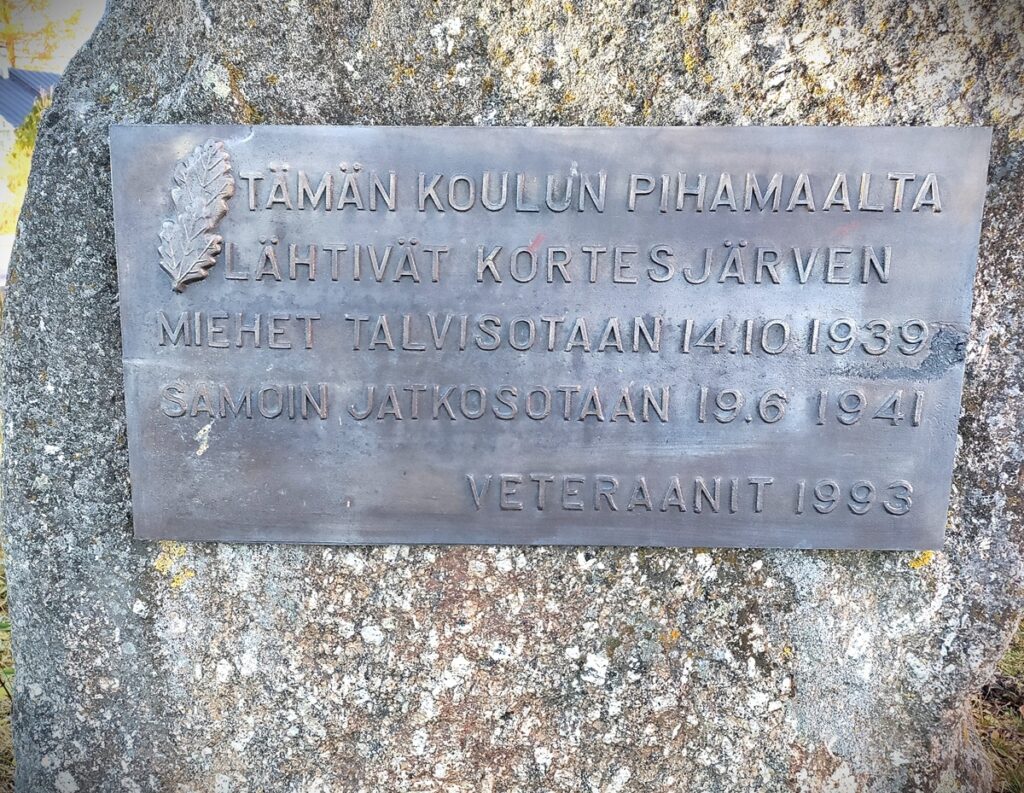 TÄMÄN KOULUN PIHAMAALTA
LÄHTIVÄT KORTESJÄRVEN
MIEHET TALVISOTAAN 14.10 1939
SAMOIN JATKOSOTAAN 19.6 1941
VETERAANIT 1993